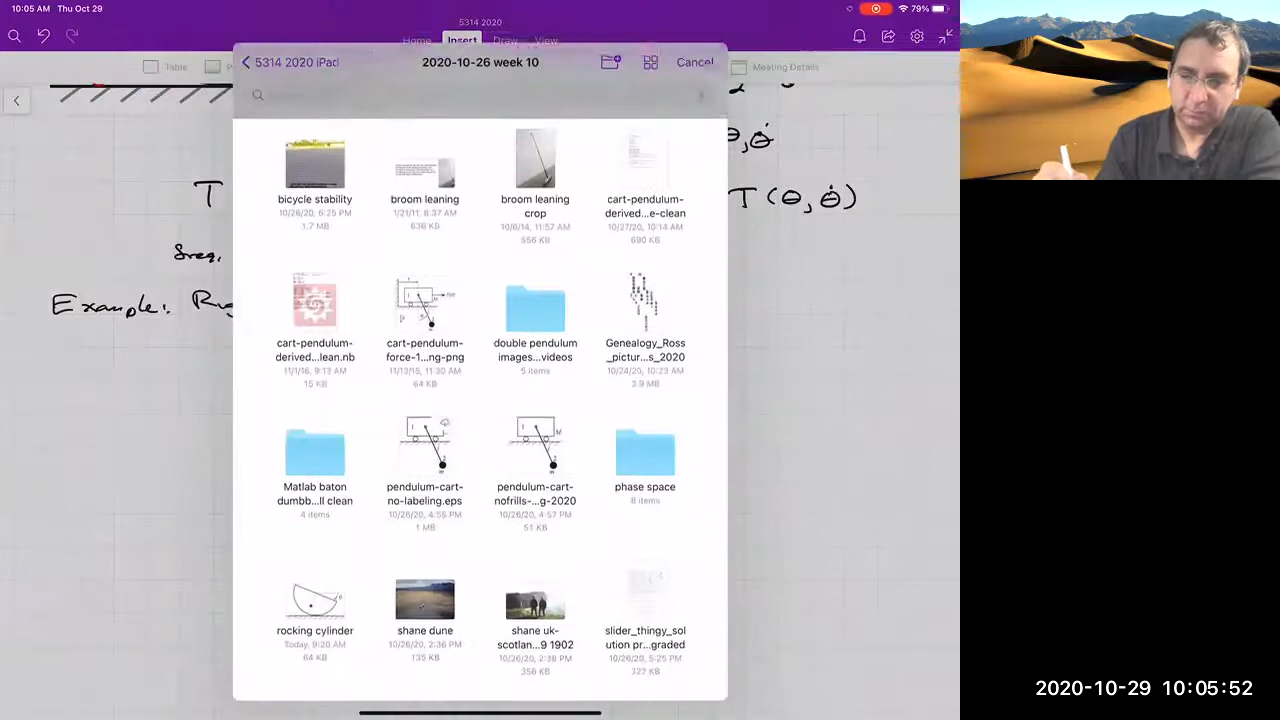 10:05 AM Thu Oct 29
79%
5314 2020
Home Insert Draw View
Table
Meeting Details
5314 2020 iPad
2020-10-26 week 10
Cancel
θ,θ̇
T
T(θ,θ̇)
Example:
bicycle stability
10/26/20, 6:25 PM
1.7 MB
broom leaning
1/21/11, 8:37 AM
636 KB
broom leaning
crop
10/6/14, 11:57 AM
556 KB
cart-pendulum-
derived...e-clean
10/27/20, 10:14 AM
690 KB
cart-pendulum-
derived...lean.nb
11/1/16, 9:13 AM
15 KB
cart-pendulum-
force-1...ng-png
11/13/15, 11:30 AM
64 KB
double pendulum
images...videos
5 items
Genealogy_Ross
_pictur...s_2020
10/24/20, 10:23 AM
3.9 MB
Matlab baton
dumbb...ll clean
4 items
pendulum-cart-
no-labeling.eps
10/26/20, 4:55 PM
1 MB
pendulum-cart-
nofrills-...g-2020
10/26/20, 4:57 PM
51 KB
phase space
8 items
rocking cylinder
Today, 9:20 AM
64 KB
shane dune
10/26/20, 2:36 PM
135 KB
shane uk-
scotlan...9 1902
10/26/20, 2:38 PM
356 KB
slider_thingy_sol
ution pr...graded
10/26/20, 5:25 PM
327 KB
2020-10-29 10:05:52